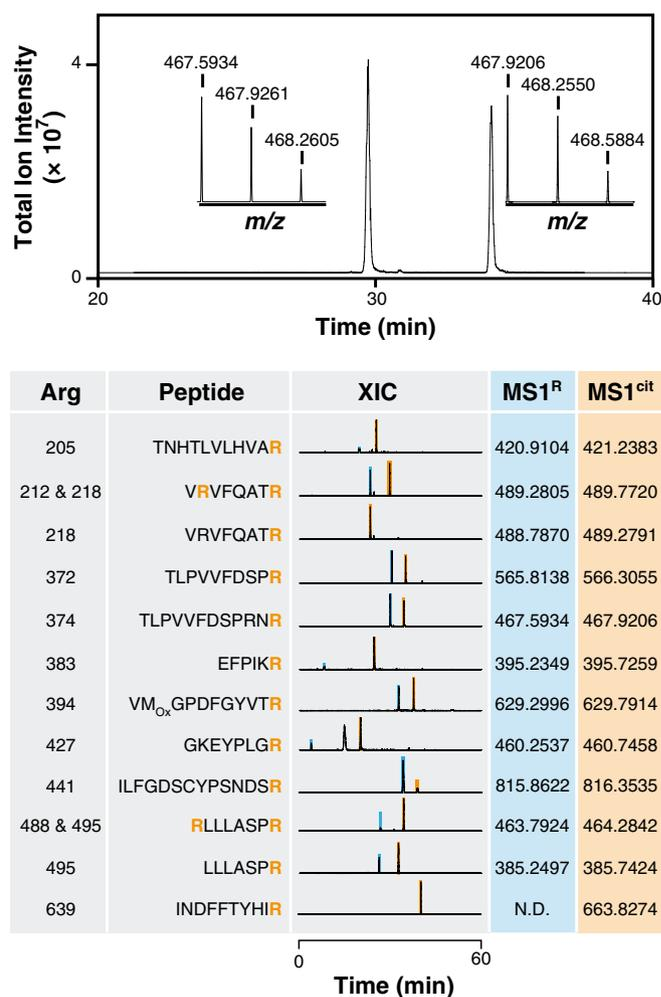 Total Ion Intensity
(× 10⁷)
4
0
467.5934
467.9261
468.2605
m/z
467.9206
468.2550
468.5884
m/z
20
30
40
Time (min)
Arg Peptide XIC MS1ᴿ MS1ᶜⁱᵗ
205 TNHTLVLHVAR 420.9104 421.2383
212 & 218 VRVFQATR 489.2805 489.7720
218 VRVFQATR 488.7870 489.2791
372 TLPVVFDSPR 565.8138 566.3055
374 TLPVVFDSPRNR 467.5934 467.9206
383 EFPIKR 395.2349 395.7259
394 VMOxGPDFGYVTR 629.2996 629.7914
427 GKEYPLGR 460.2537 460.7458
441 ILFGDSCYPSNDSR 815.8622 816.3535
488 & 495 RLLLASPR 463.7924 464.2842
495 LLLASPR 385.2497 385.7424
639 INDFFTYHIR N.D. 663.8274
0 60
Time (min)